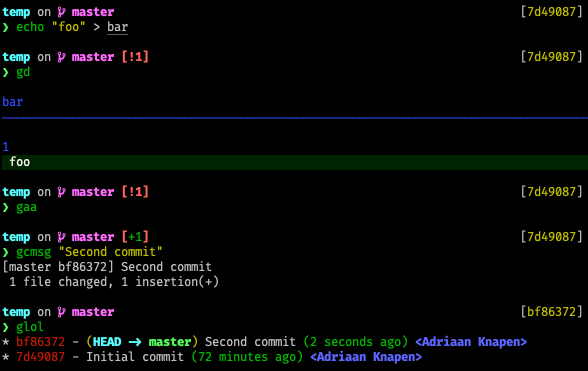 temp on master [7d49087]
❯ echo "foo" > bar
temp on master [!1] [7d49087]
❯ gd
bar
1
foo
temp on master [!1] [7d49087]
❯ gaa
temp on master [+1] [7d49087]
❯ gcmsg "Second commit"
[master bf86372] Second commit
1 file changed, 1 insertion(+)
temp on master [bf86372]
❯ glol
* bf86372 - (HEAD -> master) Second commit (2 seconds ago) <Adriaan Knapen>
* 7d49087 - Initial commit (72 minutes ago) <Adriaan Knapen>